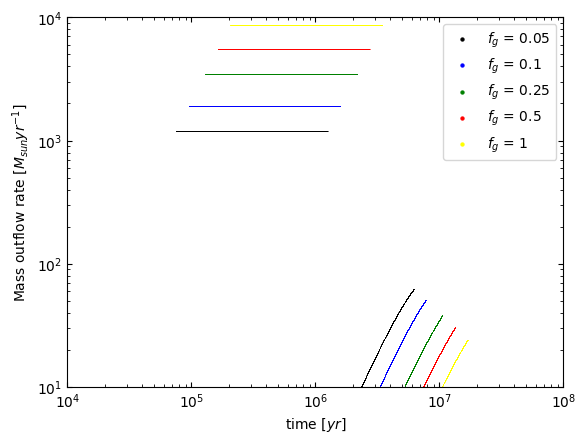 10^4
10^3
10^2
10^1
Mass outflow rate [M_{sun}yr^{-1}]
f_g = 0.05
f_g = 0.1
f_g = 0.25
f_g = 0.5
f_g = 1
10^4 10^5 10^6 10^7 10^8
time [yr]